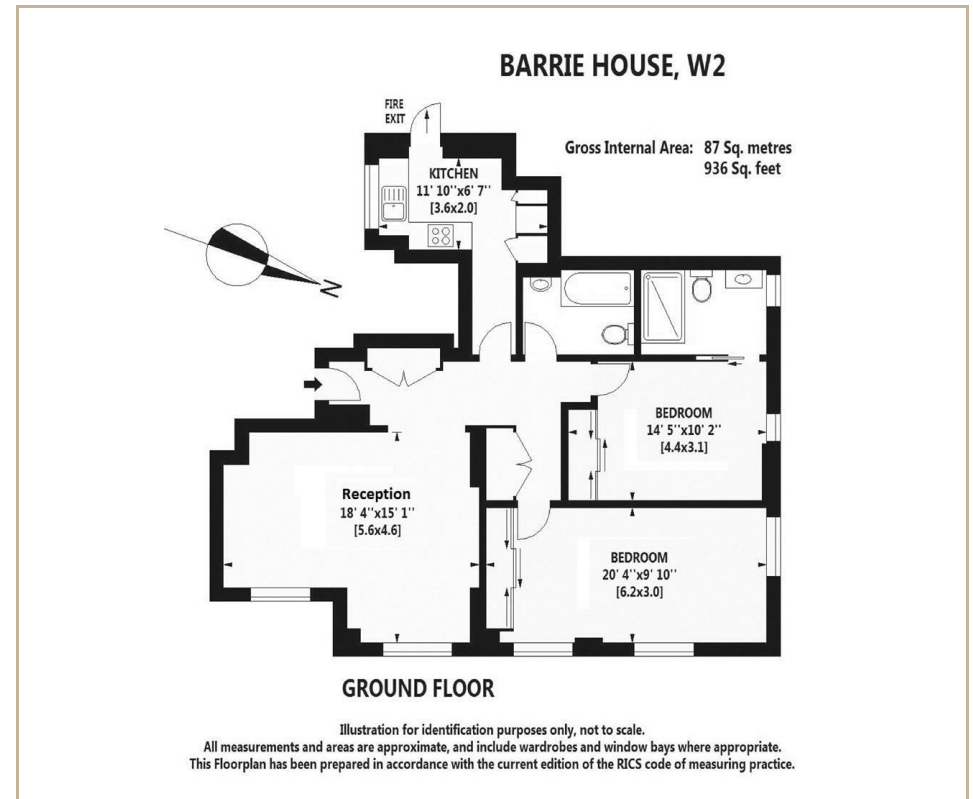 BARRIE HOUSE, W2
Gross Internal Area: 87 Sq. metres
936 Sq. feet
FIRE
EXIT
KITCHEN
11' 10''x6' 7''
[3.6x2.0]
N
BEDROOM
14' 5''x10' 2''
[4.4x3.1]
Reception
18' 4''x15' 1''
[5.6x4.6]
BEDROOM
20' 4''x9' 10''
[6.2x3.0]
GROUND FLOOR
Illustration for identification purposes only, not to scale.
All measurements and areas are approximate, and include wardrobes and window bays where appropriate.
This Floorplan has been prepared in accordance with the current edition of the RICS code of measuring practice.